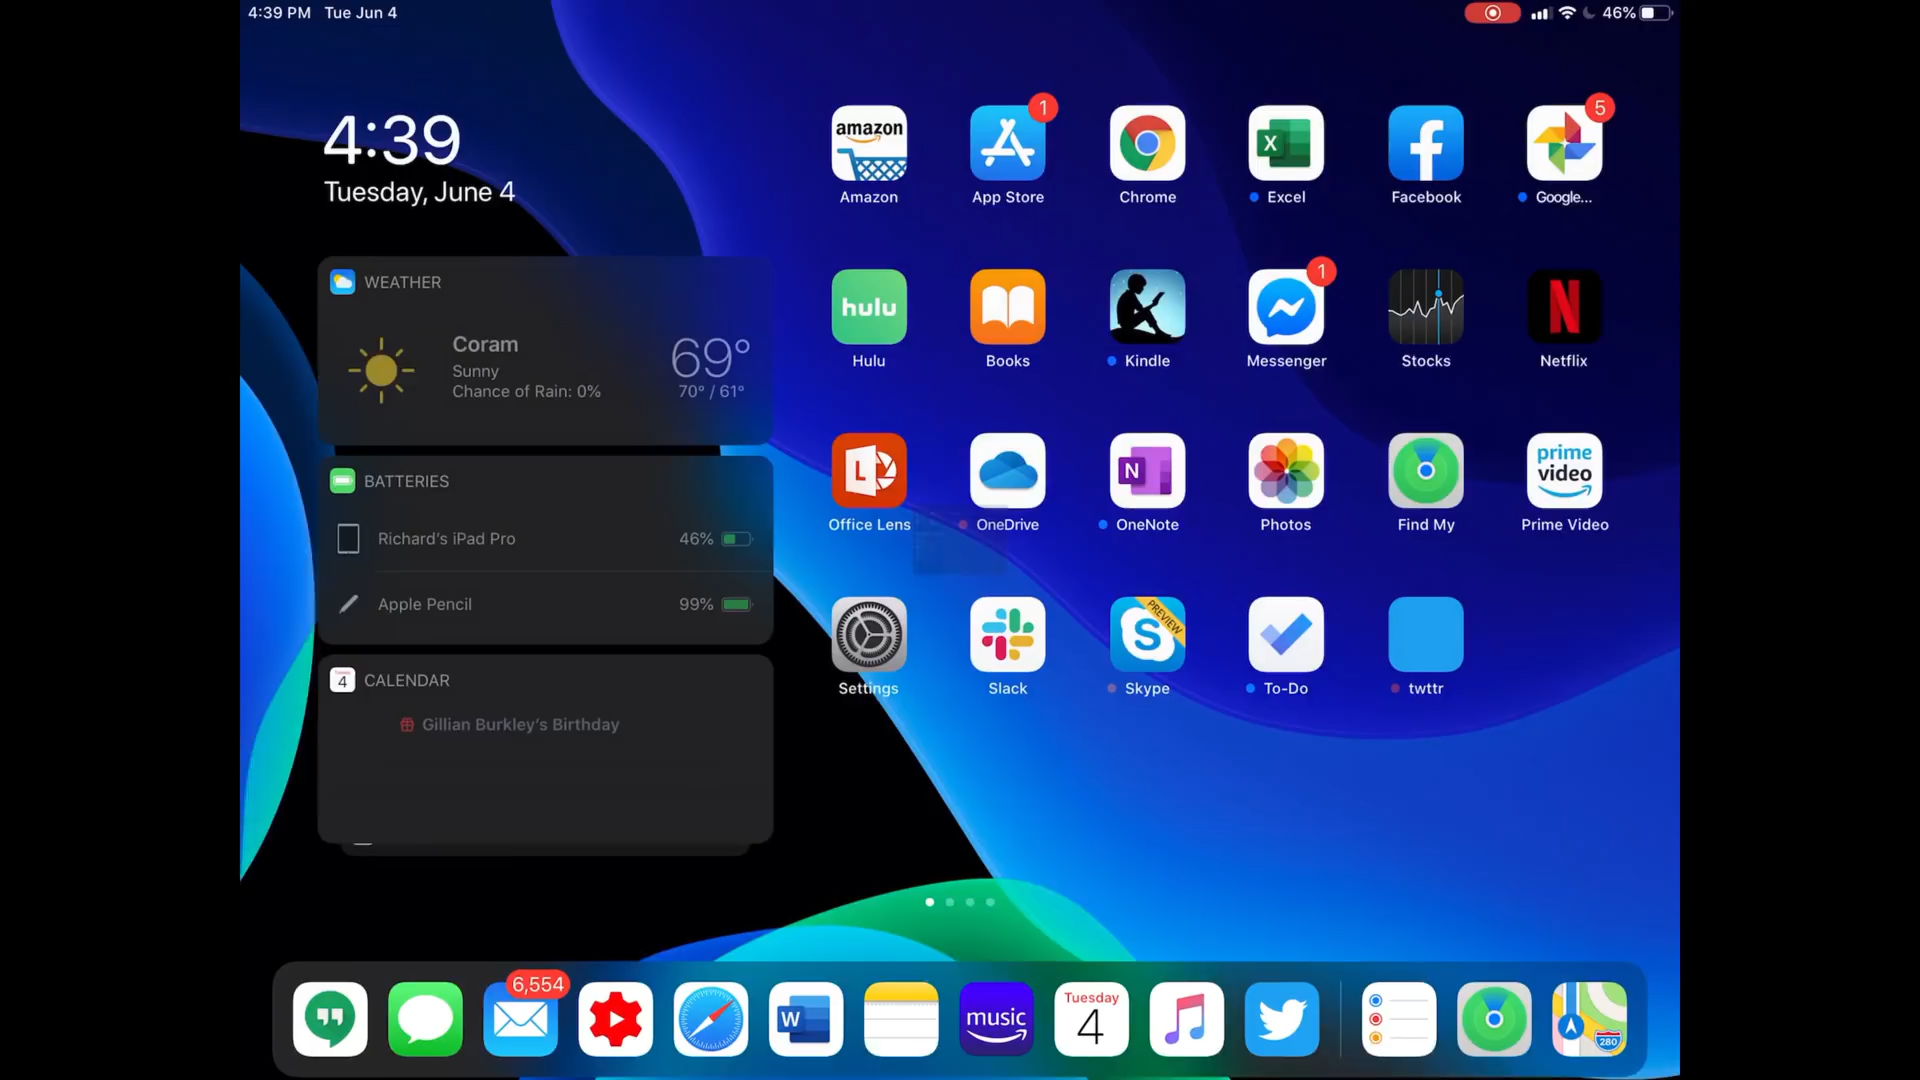 4:39 PM Tue Jun 4
46%
4:39
Tuesday, June 4
WEATHER
Coram
Sunny
Chance of Rain: 0%
69°
70° / 61°
BATTERIES
Richard's iPad Pro 46%
Apple Pencil 99%
4 CALENDAR
Gillian Burkley's Birthday
amazon
1
X
5
Amazon App Store Chrome Excel Facebook Google...
hulu
1
N
Hulu Books Kindle Messenger Stocks Netflix
L
N
prime video
Office Lens OneDrive OneNote Photos Find My Prime Video
S PREVIEW
Settings Slack Skype To-Do twttr
6,554
W
music
Tuesday
4
280